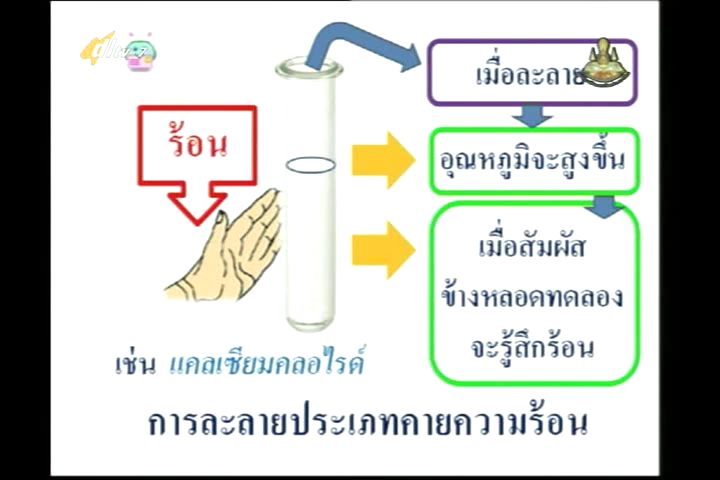 เมื่อละลาย
ร้อน
อุณหภูมิจะสูงขึ้น
เมื่อสัมผัส
ข้างหลอดทดลอง
จะรู้สึกร้อน
เช่น แคลเซียมคลอไรด์
การละลายประเภทคายความร้อน